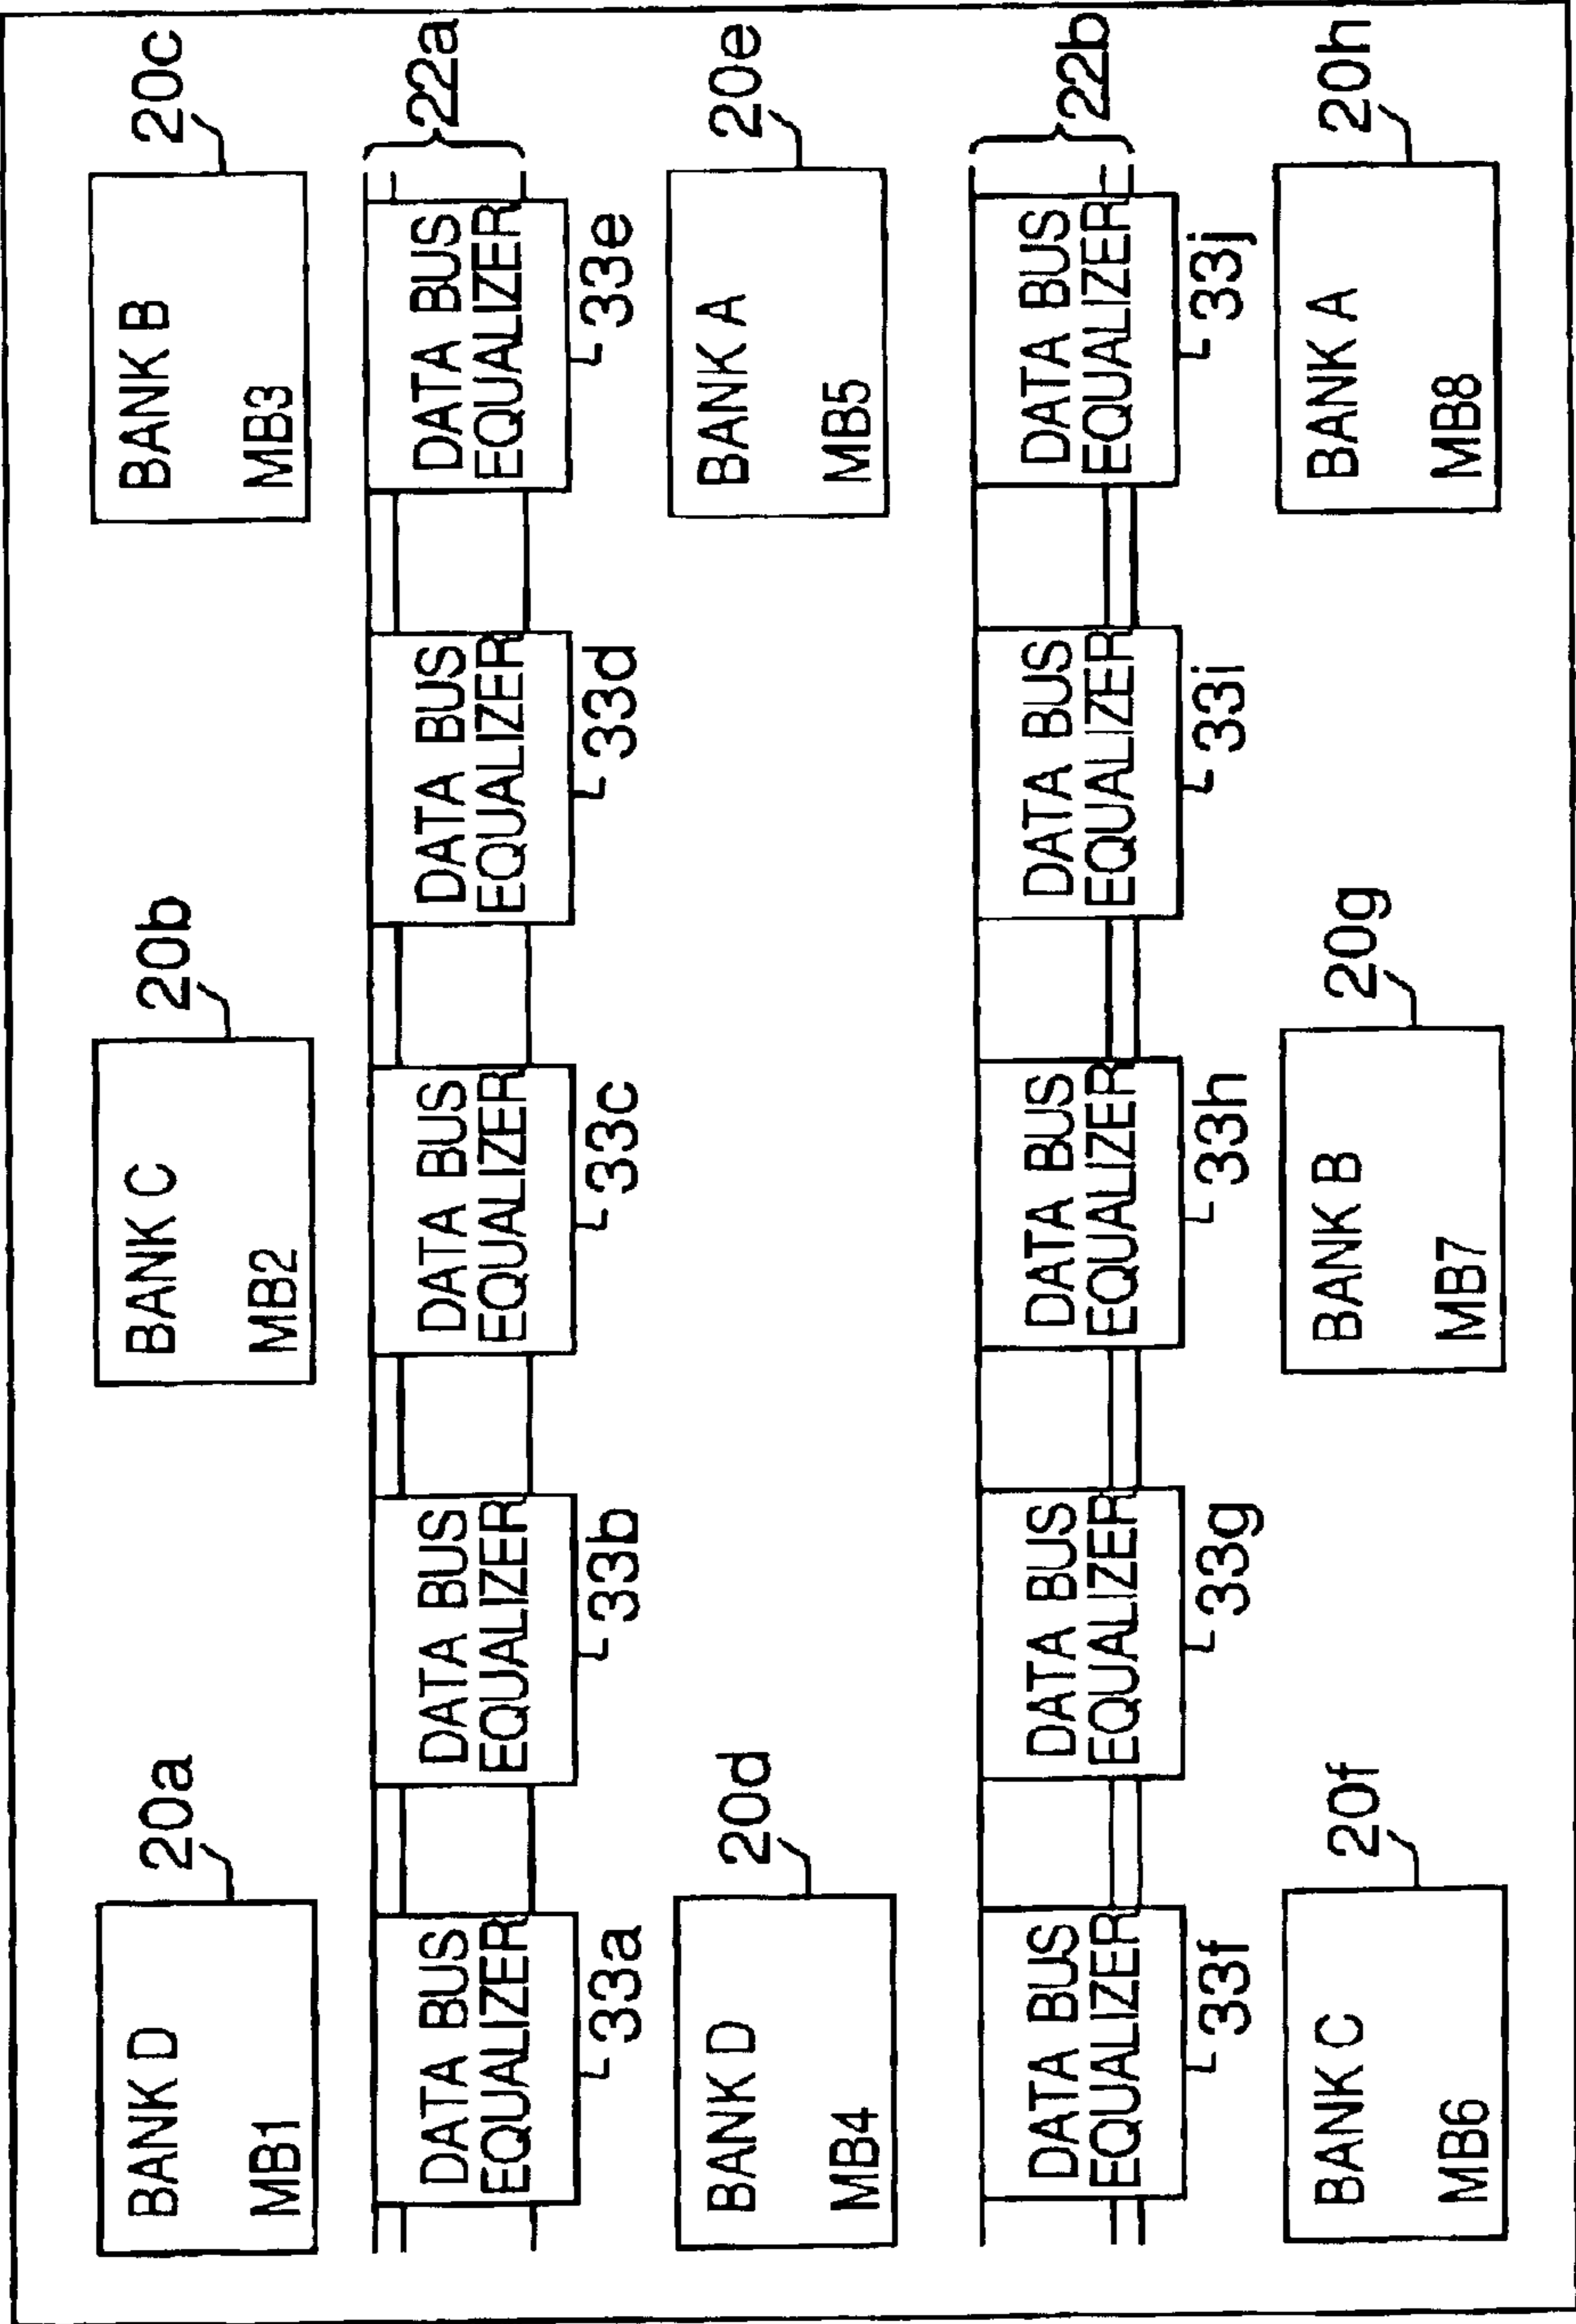 20a
BANK D
MB1
20b
BANK C
MB2
20c
BANK B
MB3
22a
DATA BUS
EQUALIZER
33a
DATA BUS
EQUALIZER
33b
DATA BUS
EQUALIZER
33c
DATA BUS
EQUALIZER
33d
DATA BUS
EQUALIZER
33e
20d
BANK D
MB4
20e
BANK A
MB5
22b
DATA BUS
EQUALIZER
33f
DATA BUS
EQUALIZER
33g
DATA BUS
EQUALIZER
33h
DATA BUS
EQUALIZER
33i
DATA BUS
EQUALIZER
33j
20f
BANK C
MB6
20g
BANK B
MB7
20h
BANK A
MB8